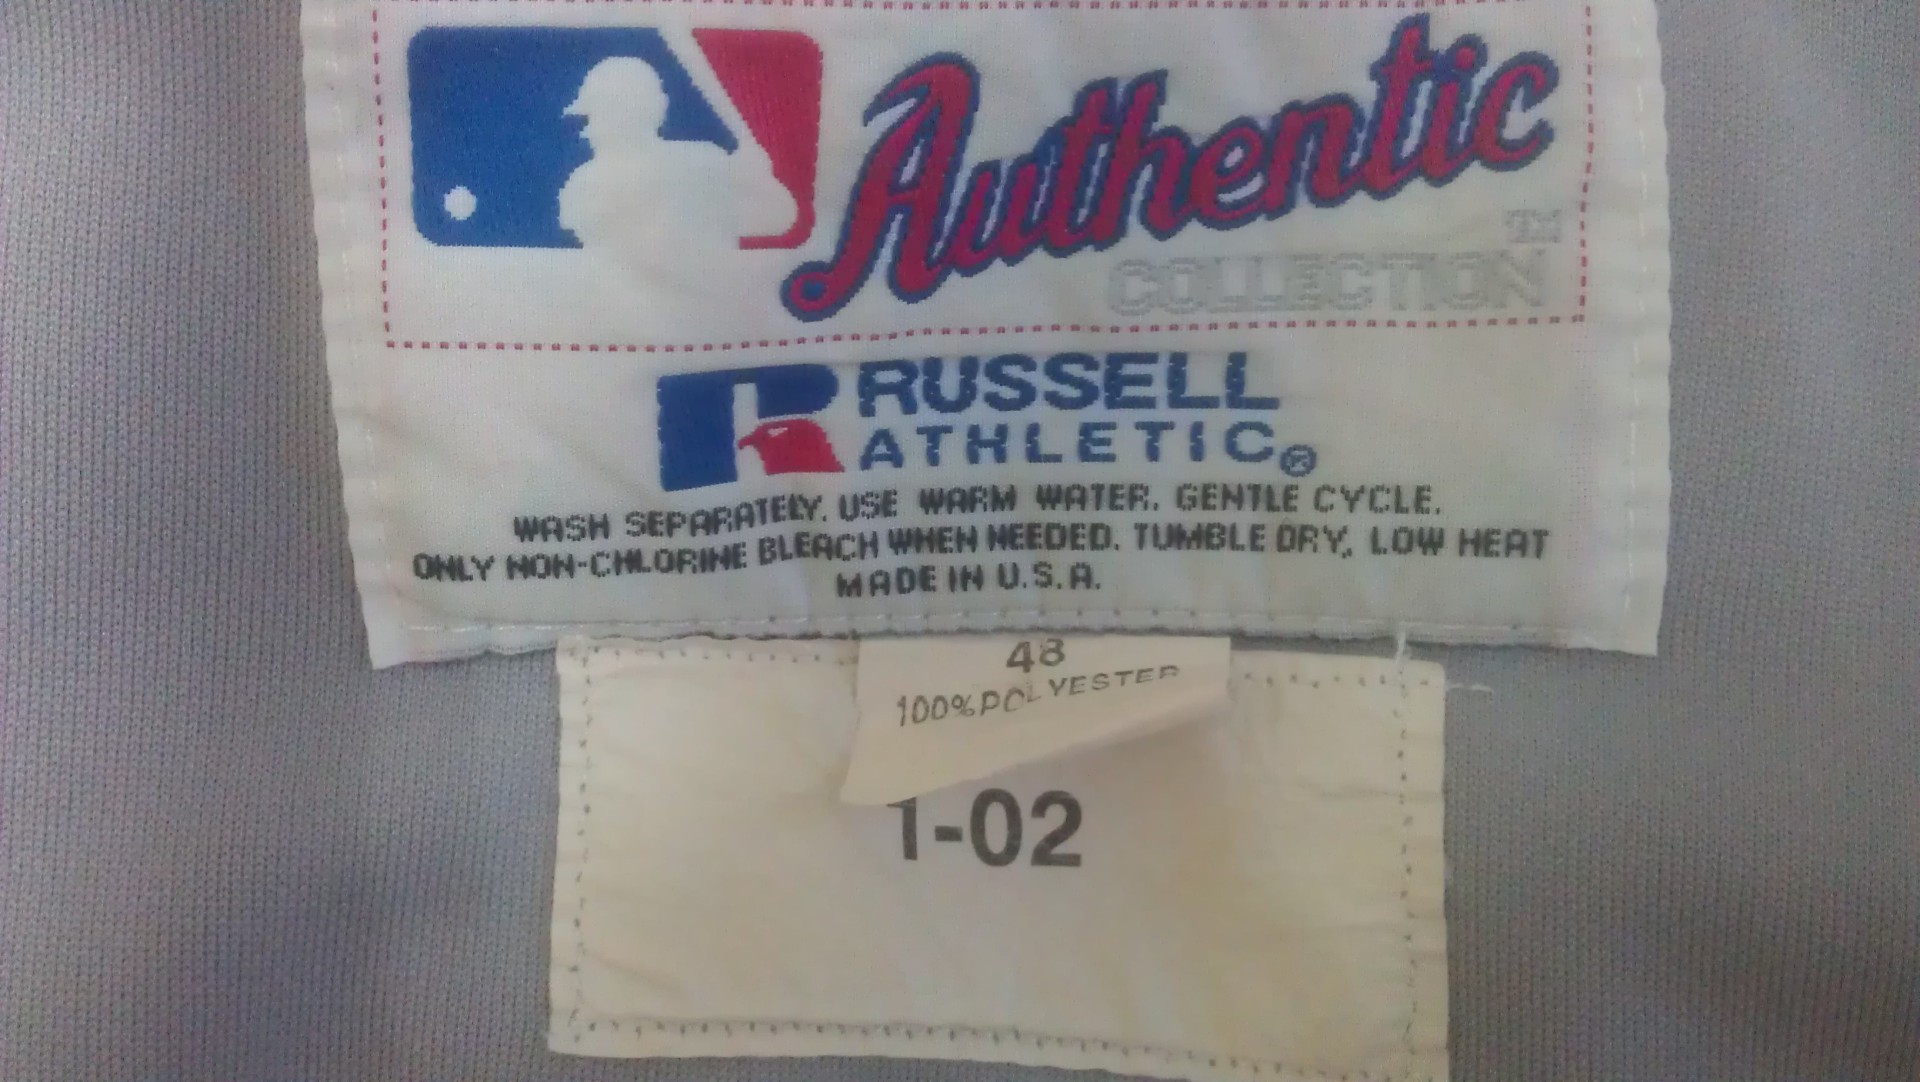 Authentic
TM
COLLECTION
RUSSELL
ATHLETIC®
WASH SEPARATELY. USE WARM WATER. GENTLE CYCLE.
ONLY NON-CHLORINE BLEACH WHEN NEEDED. TUMBLE DRY, LOW HEAT
MADE IN U.S.A.
48
100%POLYESTER
1-02